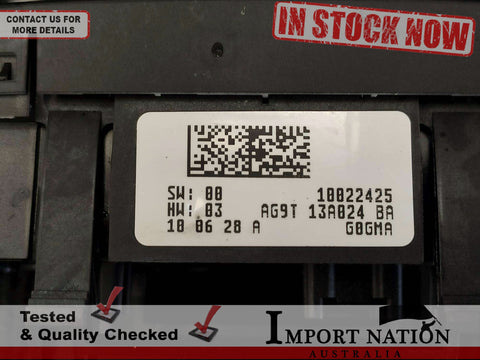 CONTACT US FOR
MORE DETAILS
IN STOCK NOW
SW: 00 10022425
HW: 03 AG9T 13A024 BA
10 06 28 A G0GMA
Tested
& Quality Checked
IMPORT NATION
AUSTRALIA